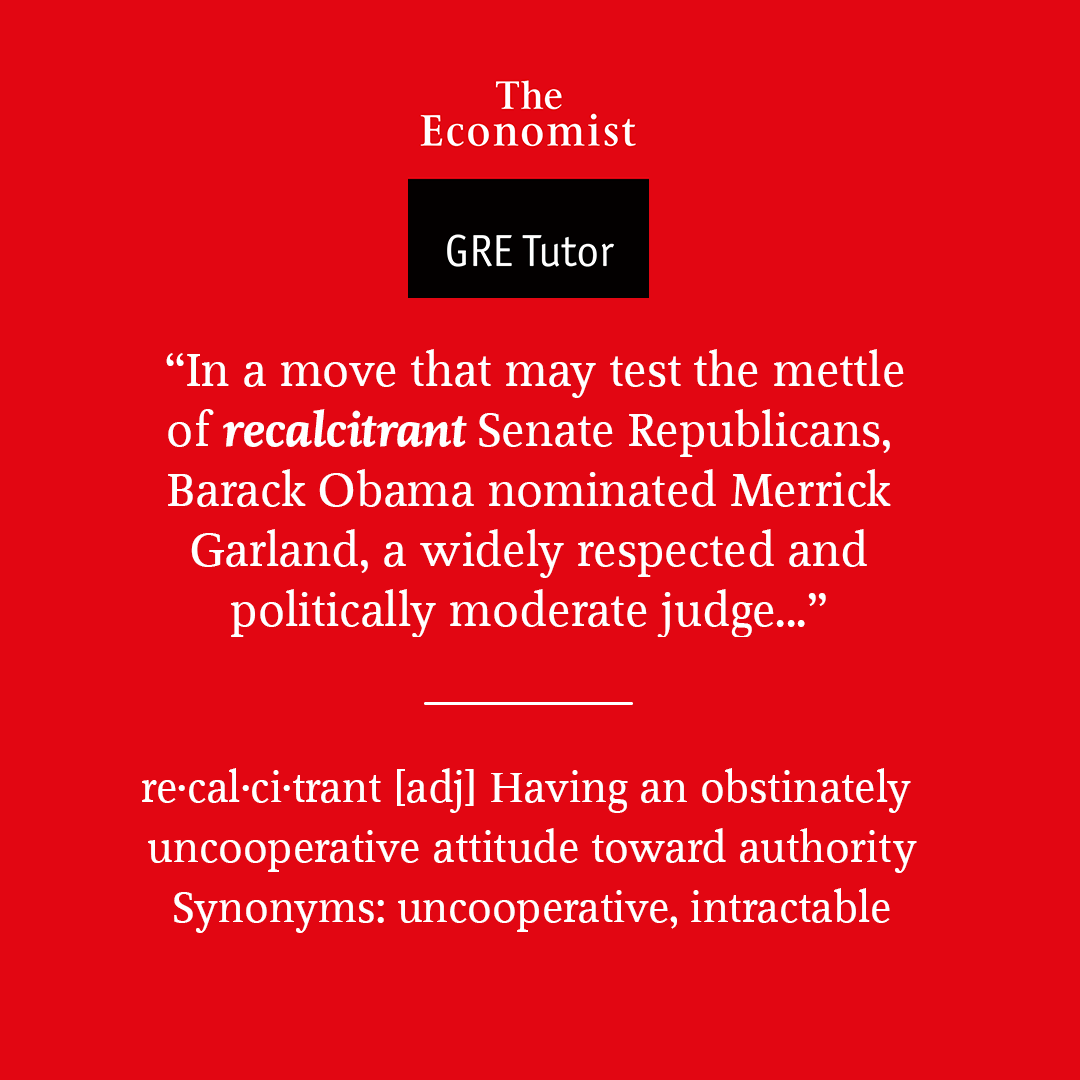 The
Economist
GRE Tutor
“In a move that may test the mettle
of recalcitrant Senate Republicans,
Barack Obama nominated Merrick
Garland, a widely respected and
politically moderate judge...”
re·cal·ci·trant [adj] Having an obstinately
uncooperative attitude toward authority
Synonyms: uncooperative, intractable